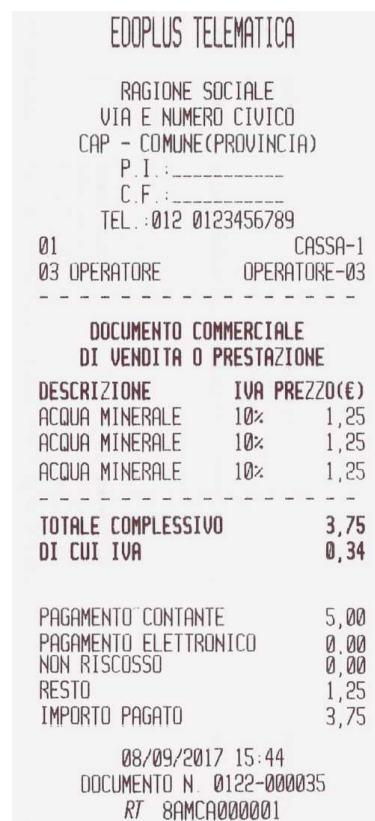 EDOPLUS TELEMATICA
RAGIONE SOCIALE
VIA E NUMERO CIVICO
CAP - COMUNE(PROVINCIA)
P.I.:___________
C.F.:___________
TEL.:012 0123456789
01 CASSA-1
03 OPERATORE OPERATORE-03
DOCUMENTO COMMERCIALE
DI VENDITA O PRESTAZIONE
DESCRIZIONE IVA PREZZO(€)
ACQUA MINERALE 10% 1,25
ACQUA MINERALE 10% 1,25
ACQUA MINERALE 10% 1,25
TOTALE COMPLESSIVO 3,75
DI CUI IVA 0,34
PAGAMENTO CONTANTE 5,00
PAGAMENTO ELETTRONICO 0,00
NON RISCOSSO 0,00
RESTO 1,25
IMPORTO PAGATO 3,75
08/09/2017 15:44
DOCUMENTO N. 0122-000035
RT 8AMCA000001